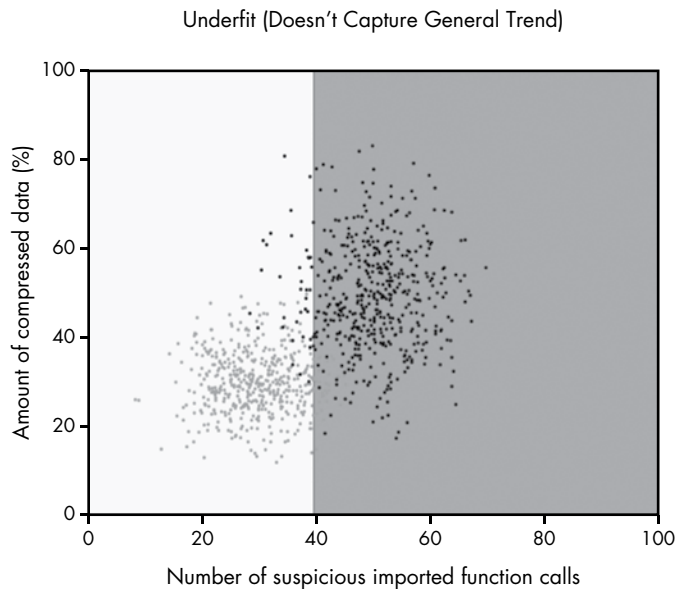 Underfit (Doesn't Capture General Trend)
100
80
60
40
20
0
Amount of compressed data (%)
0 20 40 60 80 100
Number of suspicious imported function calls